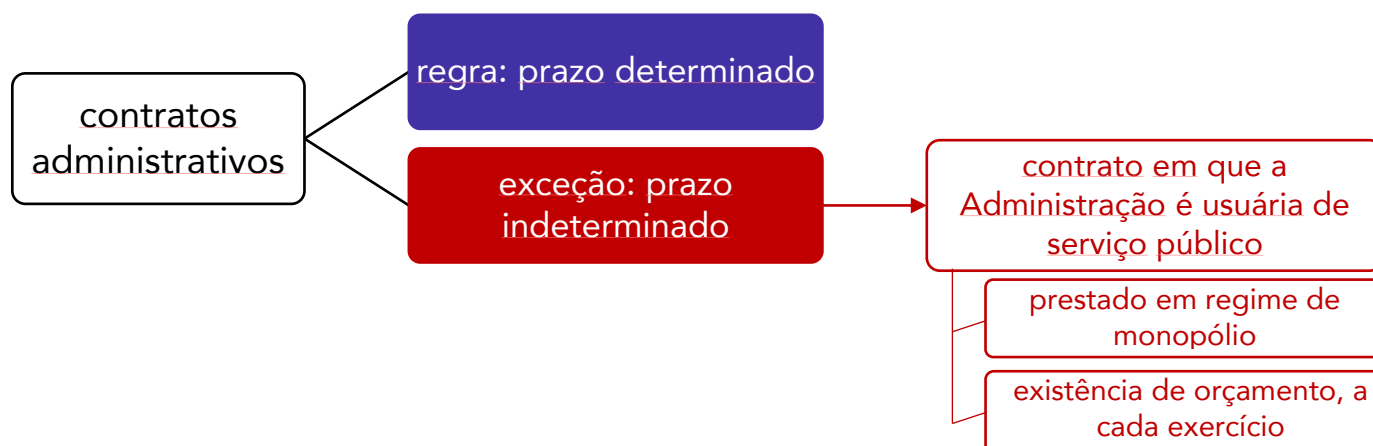 contratos
administrativos
regra: prazo determinado
exceção: prazo
indeterminado
contrato em que a
Administração é usuária de
serviço público
prestado em regime de
monopólio
existência de orçamento, a
cada exercício